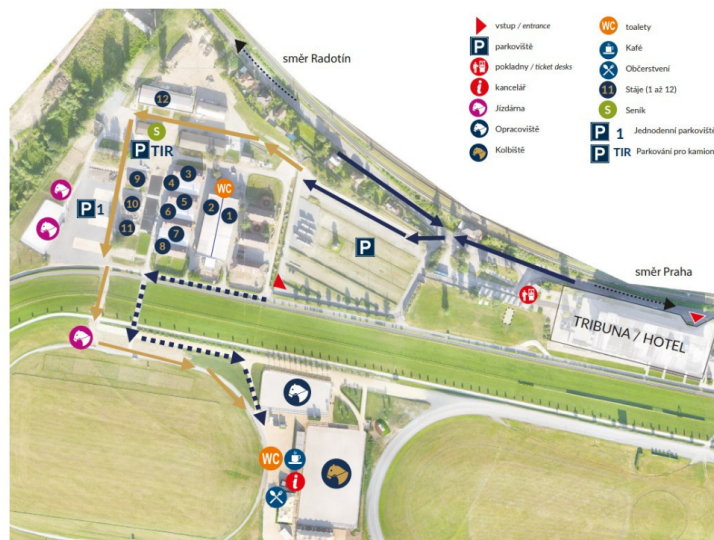 směr Radotín
směr Praha
TRIBUNA / HOTEL
vstup / entrance
P parkoviště
pokladny / ticket desks
i kancelář
Jízdárna
Opracoviště
Kolbiště
WC toalety
Kafé
Občerstvení
11 Stáje (1 až 12)
S Seník
P 1 Jednodenní parkoviště
P TIR Parkování pro kamion
12
S
P TIR
9
4
3
WC
10
6
5
2
1
P 1
11
7
8
P
WC
i